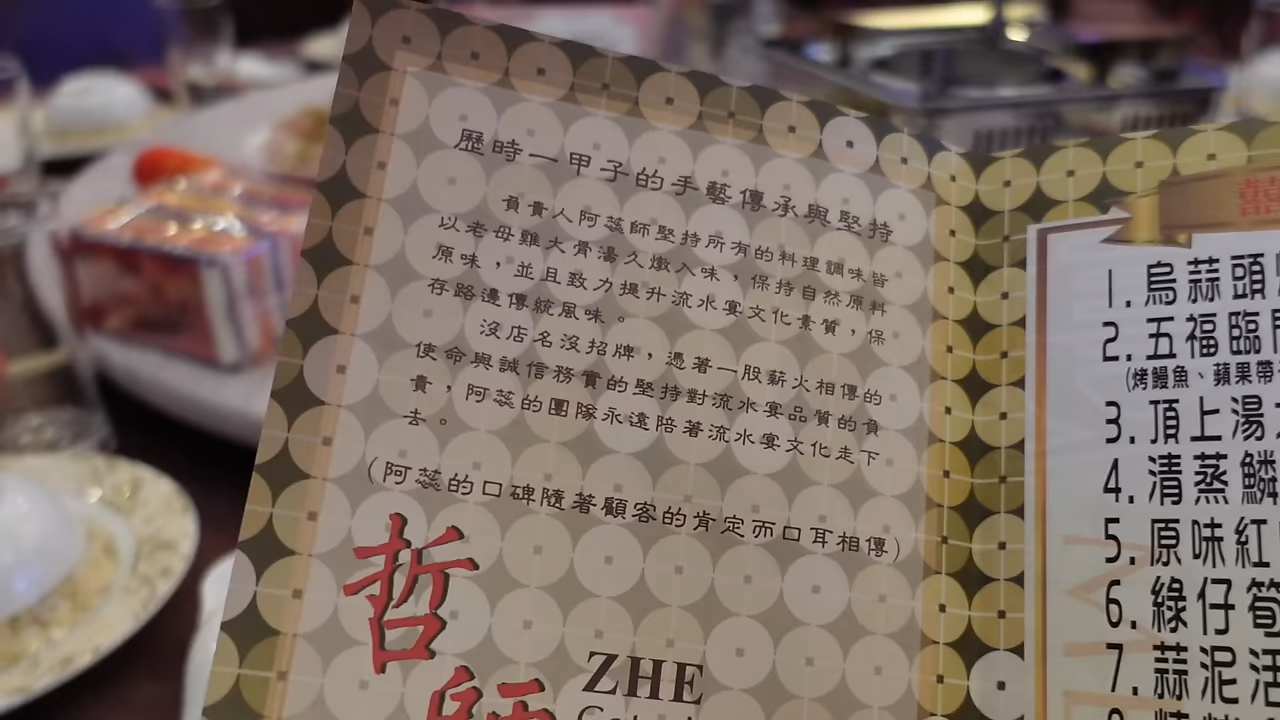 歷時一甲子的手藝傳承與堅持
負責人阿蕊師堅持所有的料理調味皆
以老母雞大骨湯久燉入味，保持自然原料
原味，並且致力提升流水宴文化素質，保
存路邊傳統風味。
沒店名沒招牌，憑著一股薪火相傳的
使命與誠信務實的堅持對流水宴品質的負
責，阿蕊的團隊永遠陪著流水宴文化走下
去。
(阿蕊的口碑隨著顧客的肯定而口耳相傳)
哲師
ZHE
囍
1. 烏蒜頭
2. 五福臨
(烤鰻魚、蘋果帶
3. 頂上湯
4. 清蒸鱗
5. 原味紅
6. 綠仔筍
7. 蒜泥活